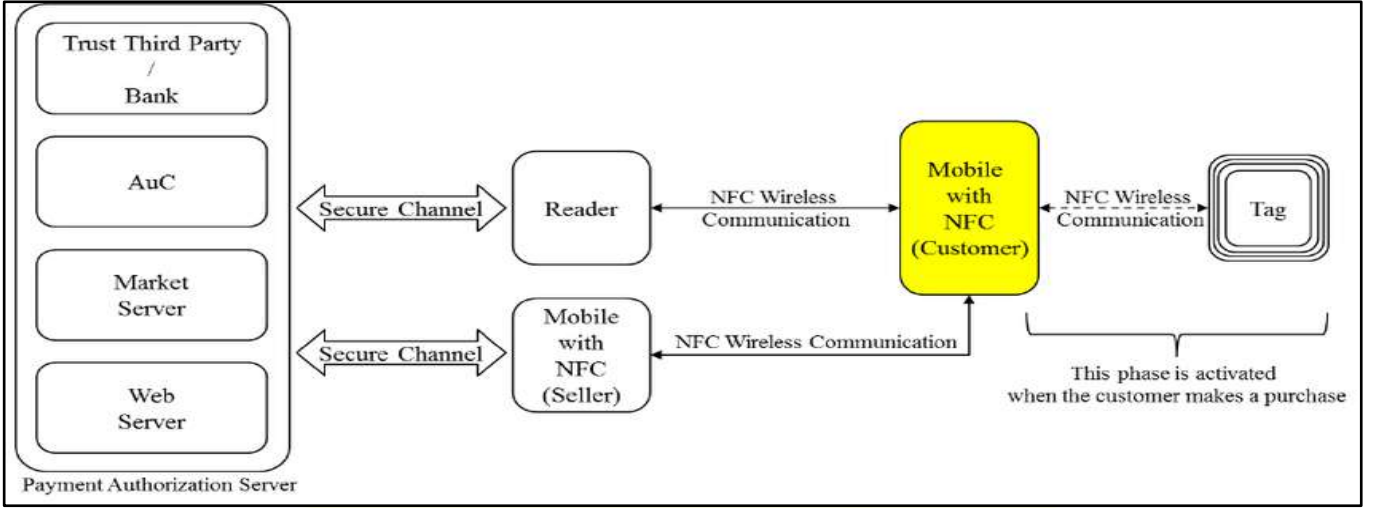 Trust Third Party
/
Bank
AuC
Market
Server
Web
Server
Payment Authorization Server
Secure Channel
Secure Channel
Reader
Mobile
with
NFC
(Seller)
NFC Wireless
Communication
NFC Wireless Communication
Mobile
with
NFC
(Customer)
NFC Wireless
Communication
Tag
This phase is activated
when the customer makes a purchase